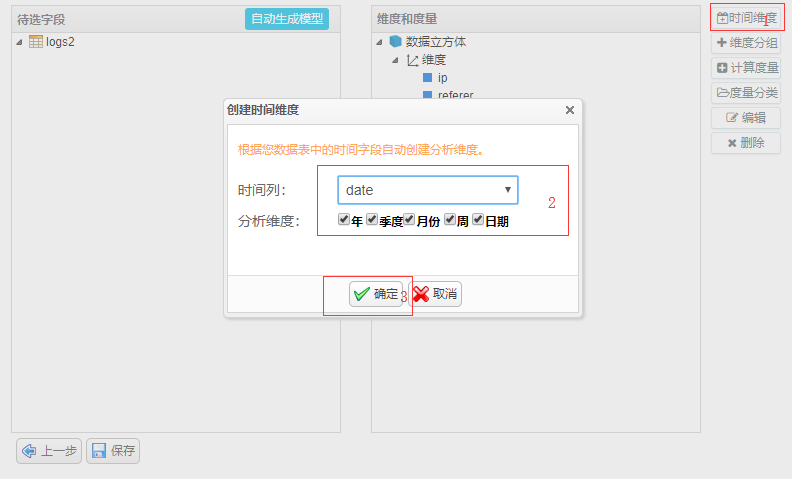 待选字段
自动生成模型
logs2
维度和度量
数据立方体
维度
ip
referer
时间维度
1
维度分组
计算度量
度量分类
编辑
删除
创建时间维度
根据您数据表中的时间字段自动创建分析维度。
时间列：
date
2
分析维度：
年 季度 月份 周 日期
确定
3
取消
上一步
保存